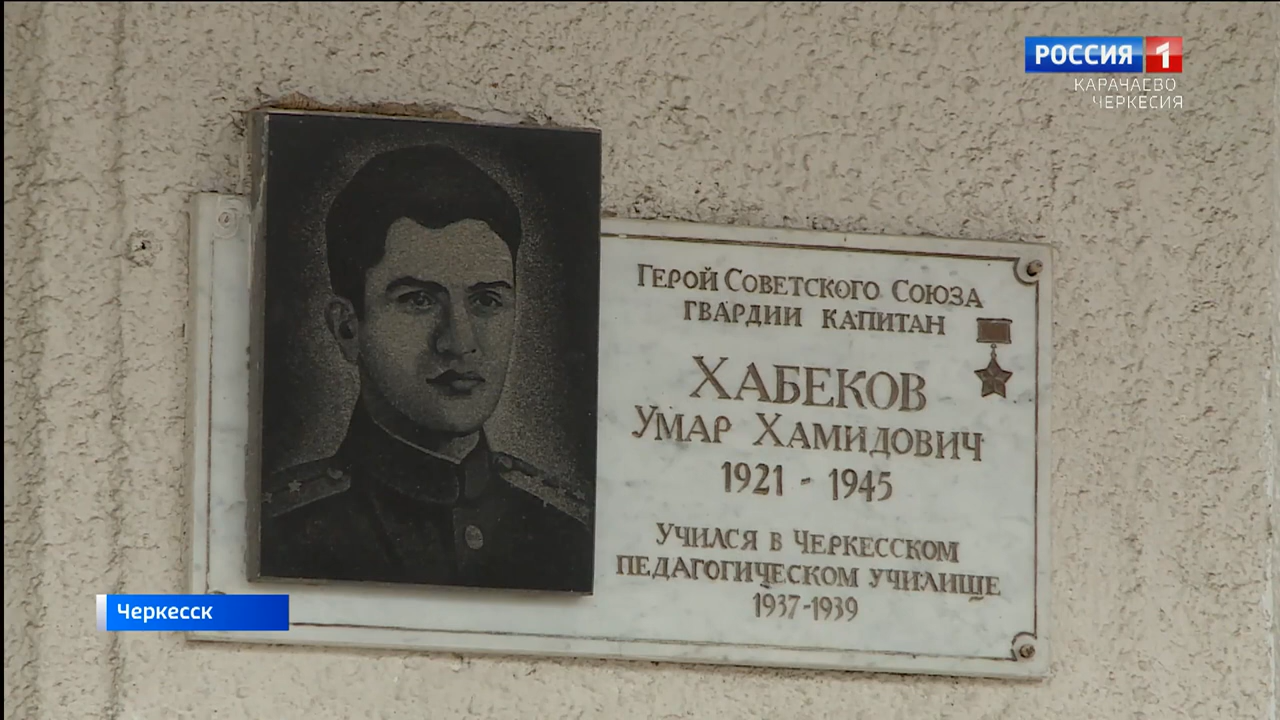 РОССИЯ 1
КАРАЧАЕВО
ЧЕРКЕСИЯ
ГЕРОЙ СОВЕТСКОГО СОЮЗА
ГВАРДИИ КАПИТАН
ХАБЕКОВ
УМАР ХАМИДОВИЧ
1921 - 1945
УЧИЛСЯ В ЧЕРКЕССКОМ
ПЕДАГОГИЧЕСКОМ УЧИЛИЩЕ
1937-1939
Черкесск